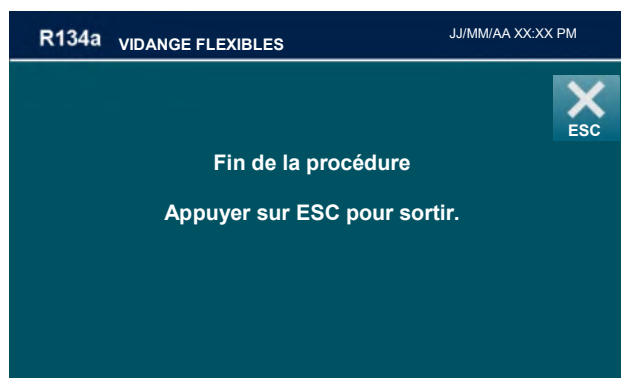 R134a VIDANGE FLEXIBLES JJ/MM/AA XX:XX PM
ESC
Fin de la procédure
Appuyer sur ESC pour sortir.